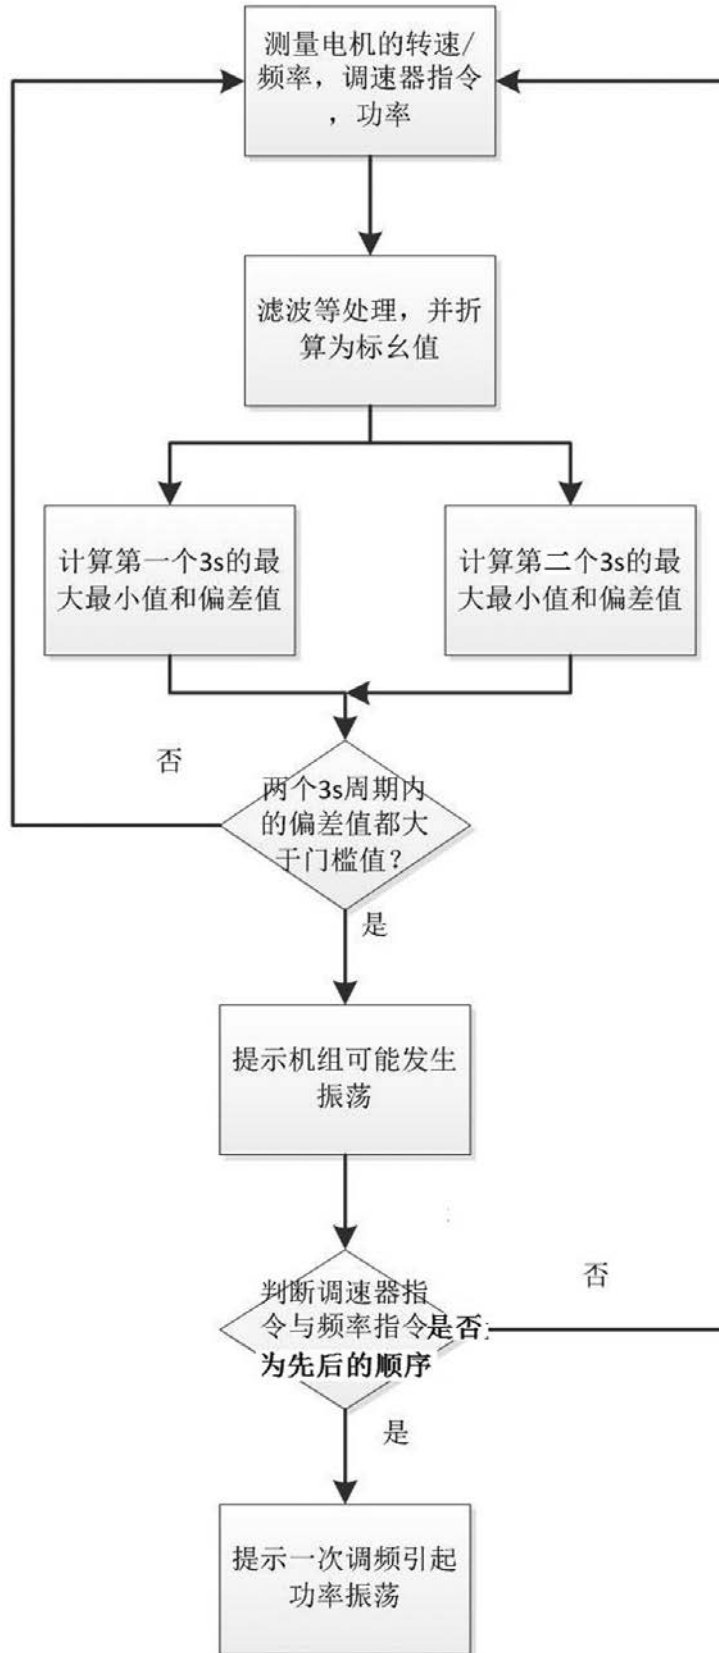 测量电机的转速/
频率，调速器指令
，功率
滤波等处理，并折
算为标幺值
计算第一个3s的最
大最小值和偏差值
计算第二个3s的最
大最小值和偏差值
否
两个3s周期内
的偏差值都大
于门槛值？
是
提示机组可能发生
振荡
判断调速器指
令与频率指令是否
为先后的顺序
否
是
提示一次调频引起
功率振荡